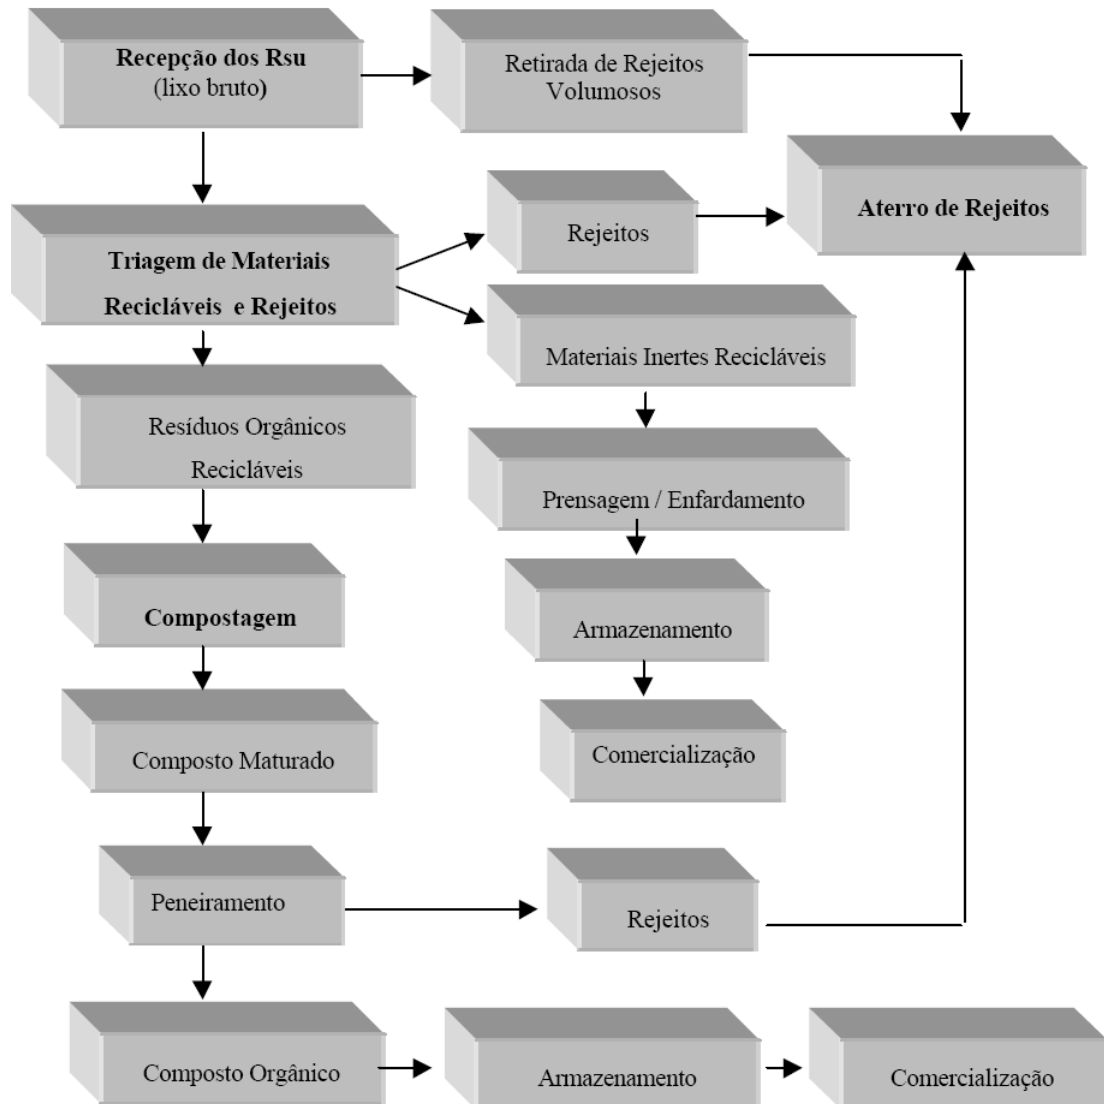 Recepção dos Rsu
(lixo bruto)
Retirada de Rejeitos
Volumosos
Aterro de Rejeitos
Rejeitos
Triagem de Materiais
Recicláveis e Rejeitos
Materiais Inertes Recicláveis
Resíduos Orgânicos
Recicláveis
Prensagem / Enfardamento
Compostagem
Armazenamento
Composto Maturado
Comercialização
Peneiramento
Rejeitos
Composto Orgânico
Armazenamento
Comercialização